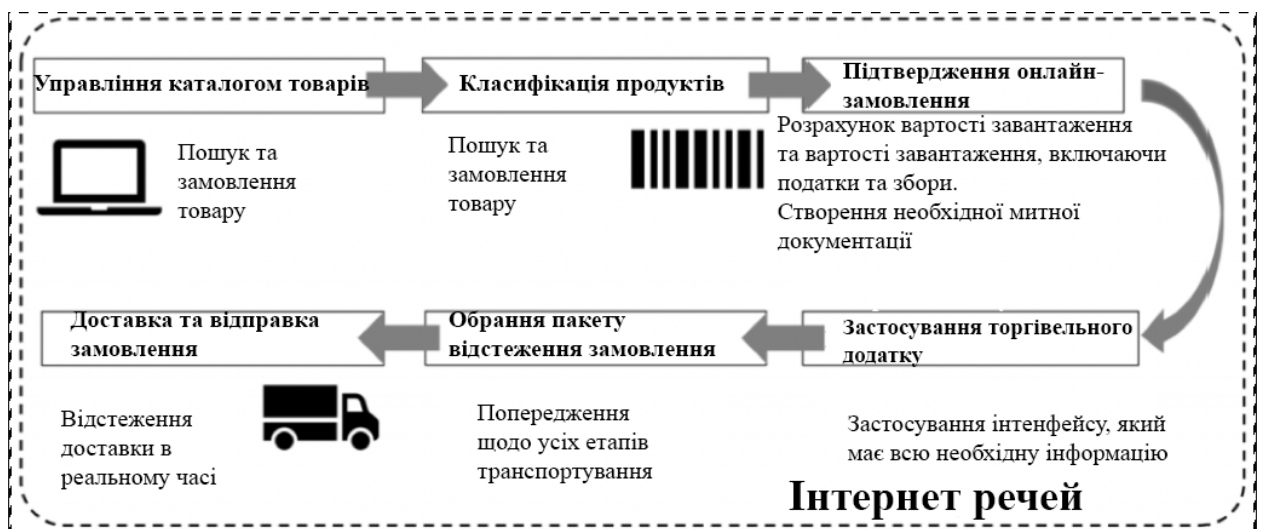 Управління каталогом товарів
Класифікація продуктів
Підтвердження онлайн-
замовлення
Пошук та
замовлення
товару
Пошук та
замовлення
товару
Розрахунок вартості завантаження
та вартості завантаження, включаючи
податки та збори.
Створення необхідної митної
документації
Доставка та відправка
замовлення
Обрання пакету
відстеження замовлення
Застосування торгівельного
додатку
Відстеження
доставки в
реальному часі
Попередження
щодо усіх етапів
транспортування
Застосування інтенфейсу, який
має всю необхідну інформацію
Інтернет речей